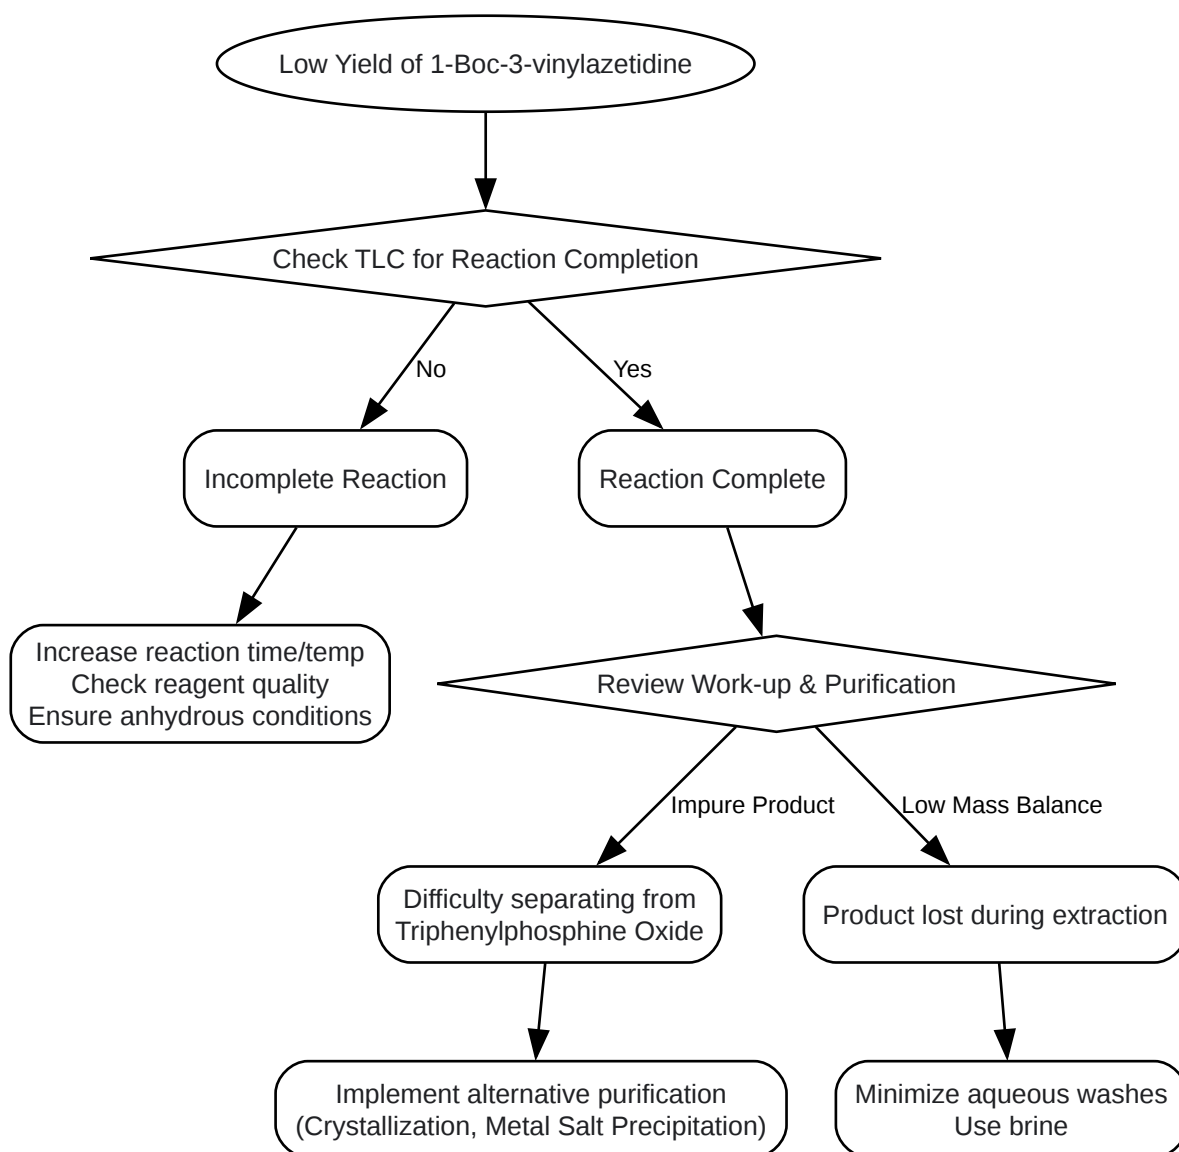 Low Yield of 1-Boc-3-vinylazetidine
Check TLC for Reaction Completion
No
Yes
Incomplete Reaction
Reaction Complete
Increase reaction time/temp
Check reagent quality
Ensure anhydrous conditions
Review Work-up & Purification
Impure Product
Low Mass Balance
Difficulty separating from
Triphenylphosphine Oxide
Product lost during extraction
Implement alternative purification
(Crystallization, Metal Salt Precipitation)
Minimize aqueous washes
Use brine